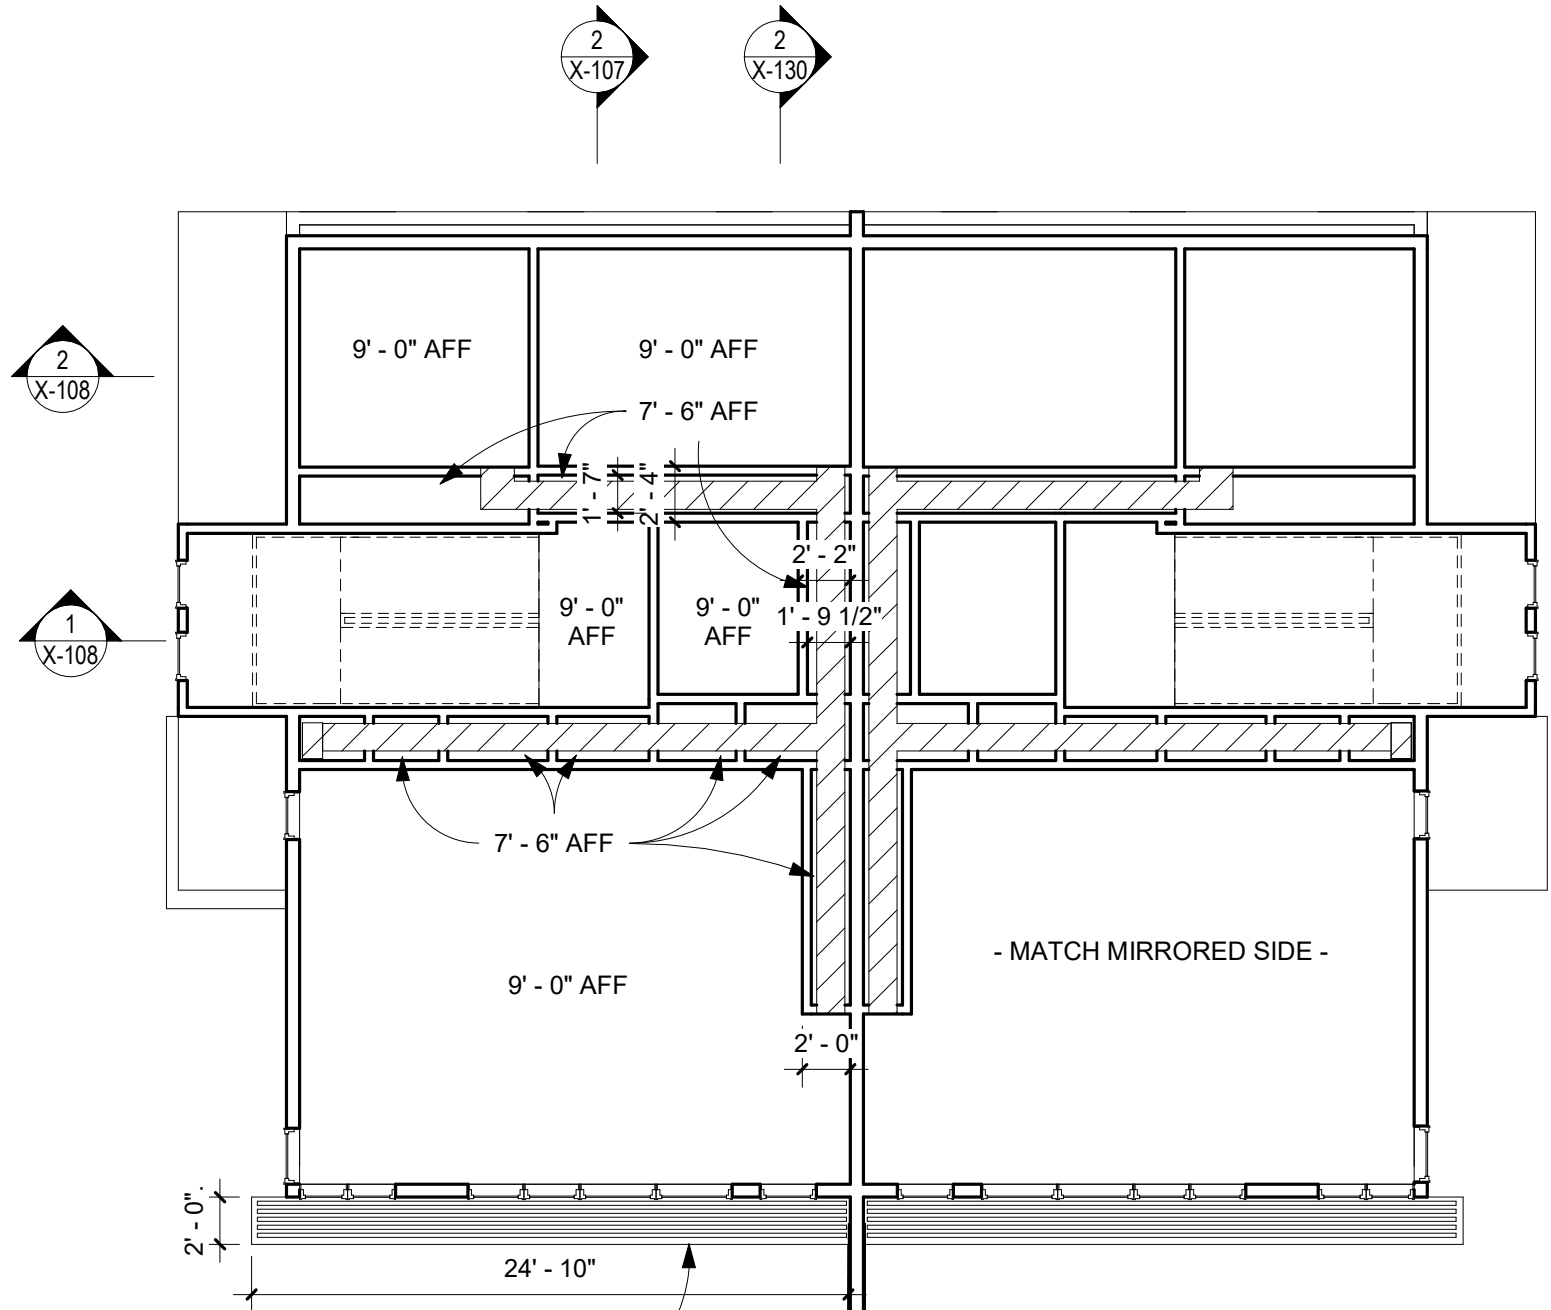 2
X-107
2
X-130
9' - 0" AFF
9' - 0" AFF
2
X-108
7' - 6" AFF
1' - 7"
2' - 4"
2' - 2"
9' - 0"
AFF
9' - 0"
AFF
1' - 9 1/2"
1
X-108
7' - 6" AFF
- MATCH MIRRORED SIDE -
9' - 0" AFF
2' - 0"
2' - 0"
24' - 10"